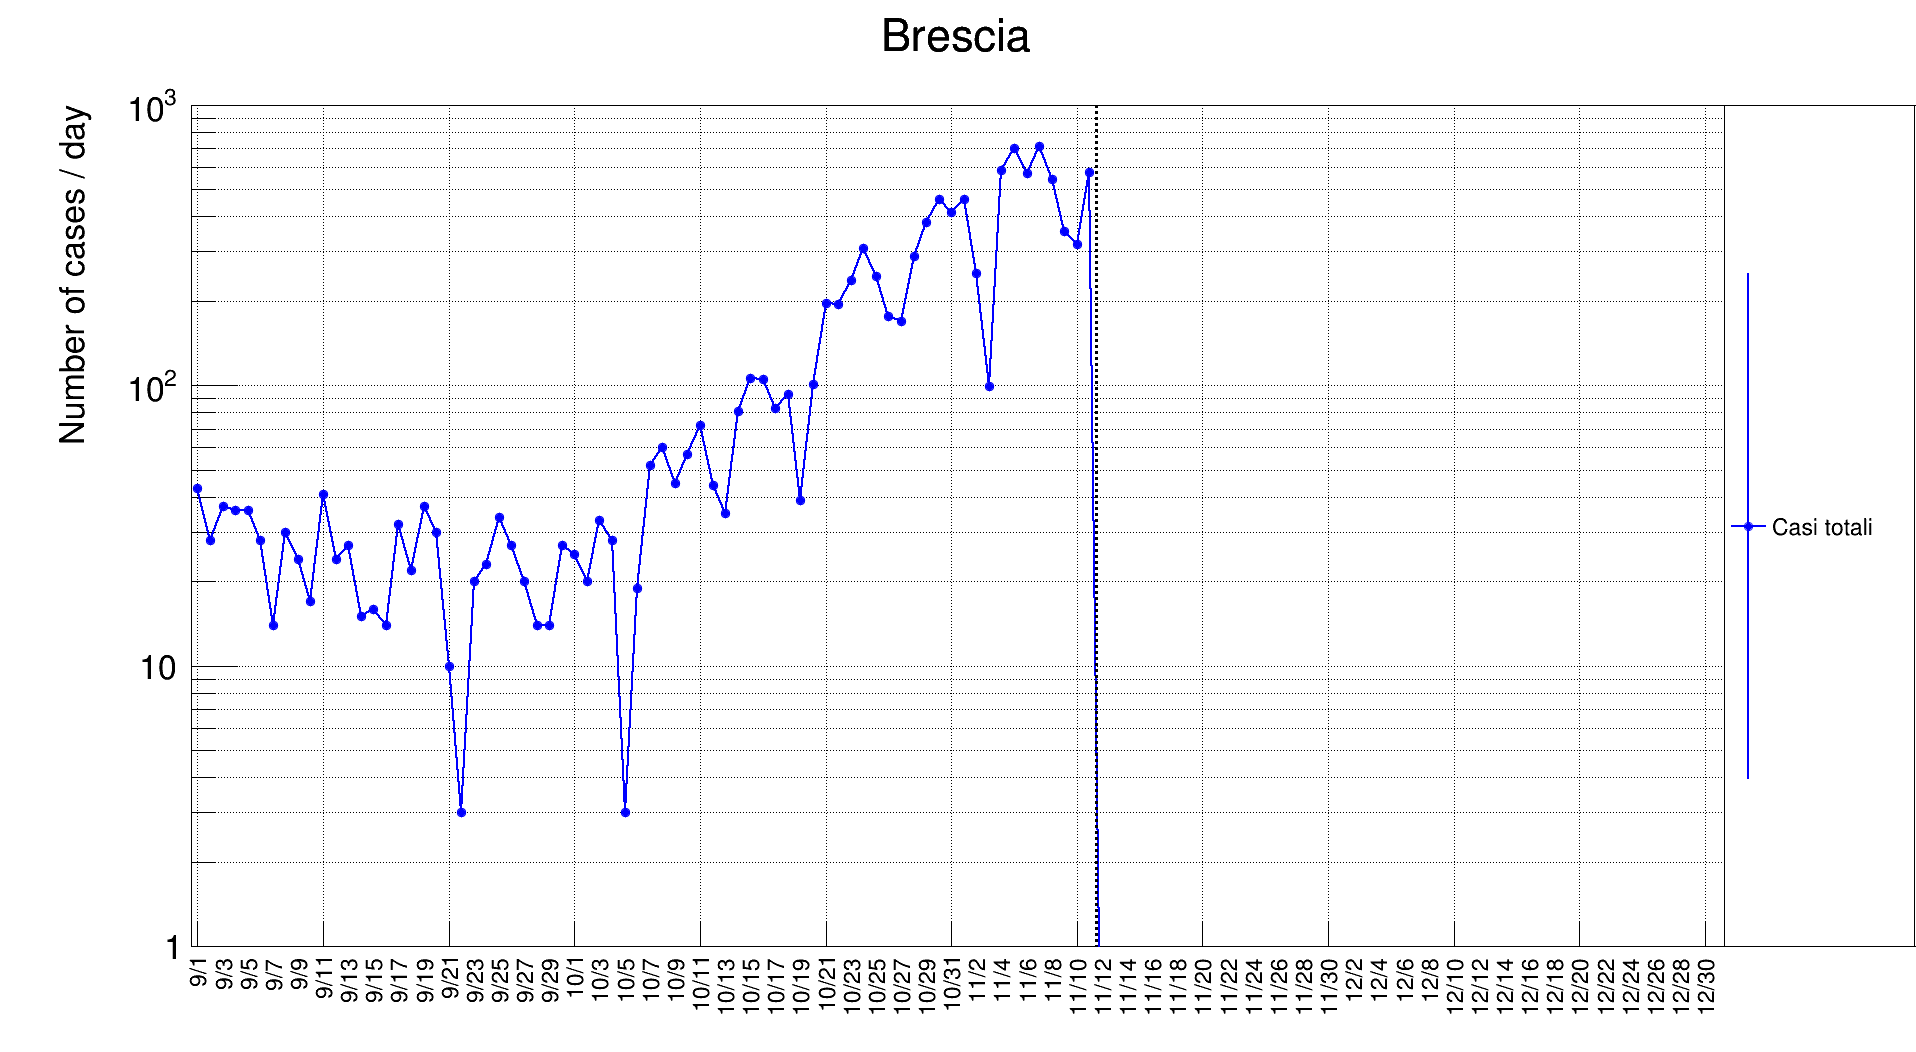 Brescia
Number of cases / day
10³
10²
10
1
9/1 9/3 9/5 9/7 9/9 9/11 9/13 9/15 9/17 9/19 9/21 9/23 9/25 9/27 9/29 10/1 10/3 10/5 10/7 10/9 10/11 10/13 10/15 10/17 10/19 10/21 10/23 10/25 10/27 10/29 10/31 11/2 11/4 11/6 11/8 11/10 11/12 11/14 11/16 11/18 11/20 11/22 11/24 11/26 11/28 11/30 12/2 12/4 12/6 12/8 12/10 12/12 12/14 12/16 12/18 12/20 12/22 12/24 12/26 12/28 12/30
Casi totali